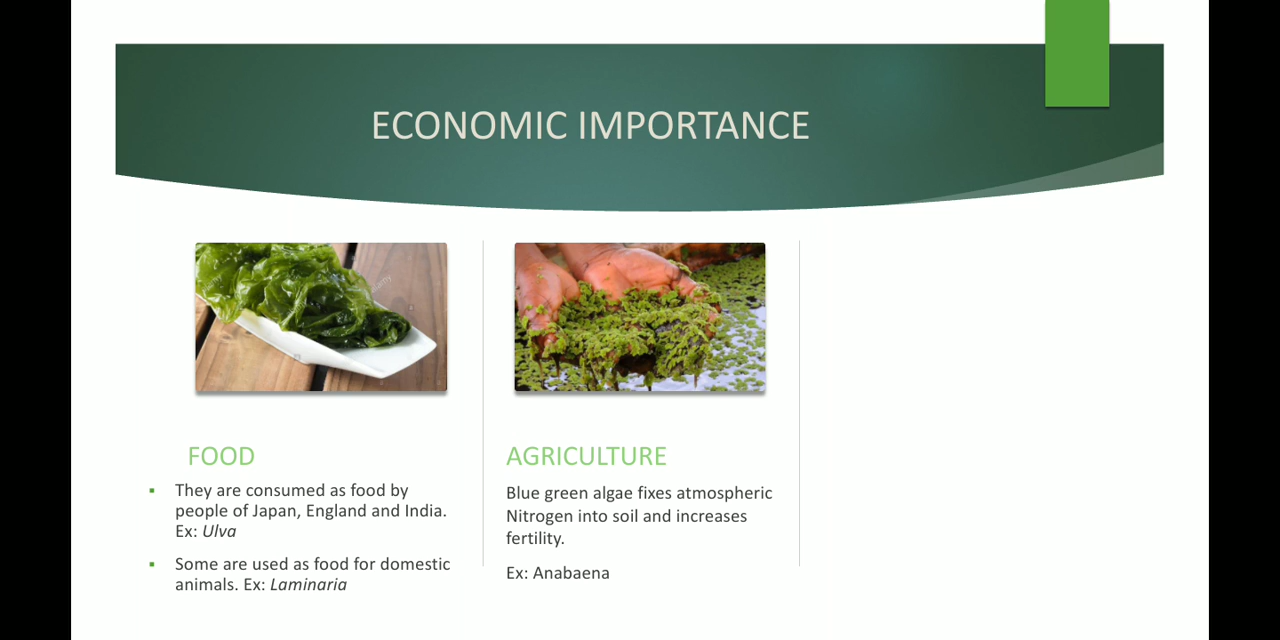 ECONOMIC IMPORTANCE
FOOD
They are consumed as food by
people of Japan, England and India.
Ex: Ulva
Some are used as food for domestic
animals. Ex: Laminaria
AGRICULTURE
Blue green algae fixes atmospheric
Nitrogen into soil and increases
fertility.
Ex: Anabaena